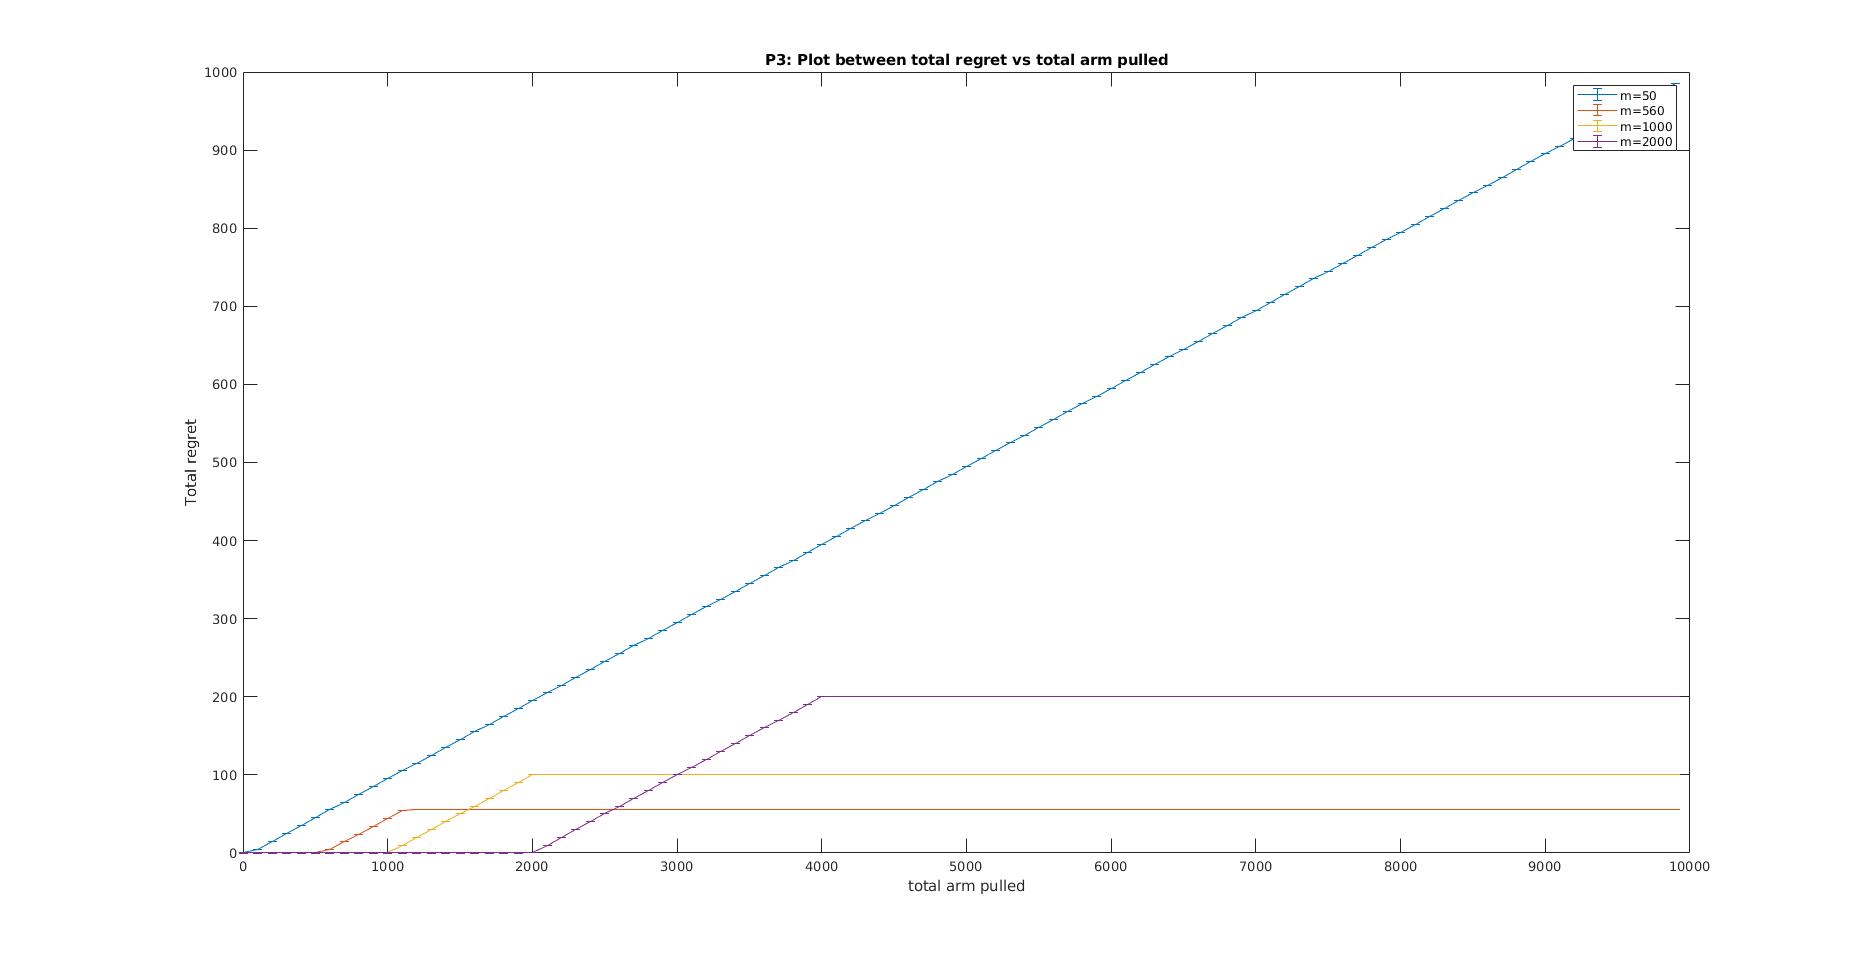 P3: Plot between total regret vs total arm pulled
1000
900
800
700
600
500
400
300
200
100
0
Total regret
m=50
m=560
m=1000
m=2000
0 1000 2000 3000 4000 5000 6000 7000 8000 9000 10000
total arm pulled